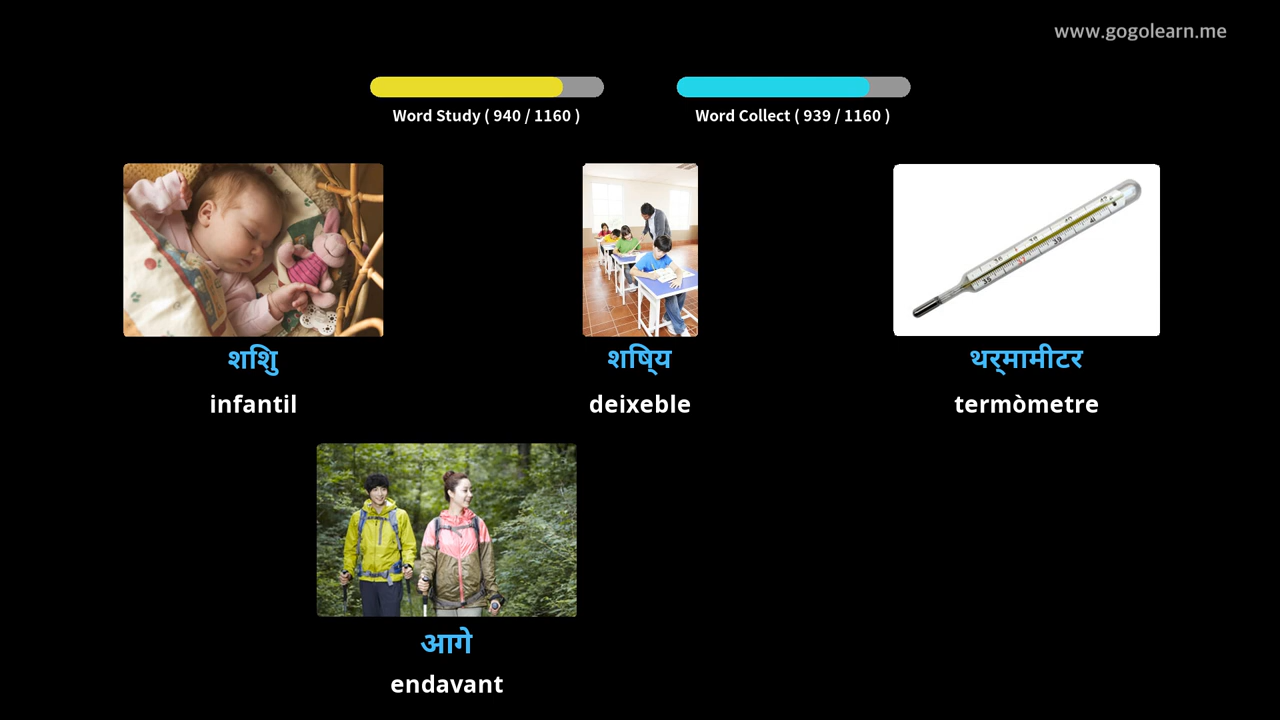 www.gogolearn.me
Word Study ( 940 / 1160 )
Word Collect ( 939 / 1160 )
शिशु
infantil
शिष्य
deixeble
थर्मामीटर
termòmetre
आगे
endavant